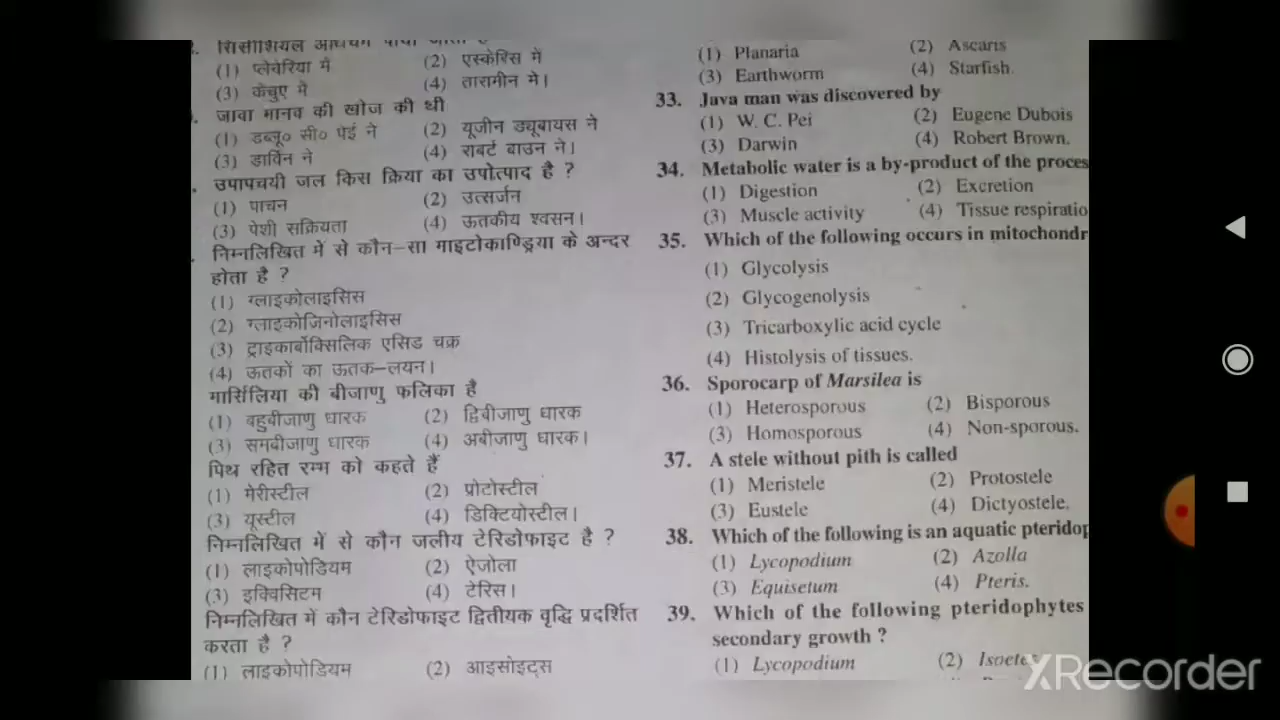 (1) प्लेनेरिया में (2) एस्केरिस में
(3) केंचुए में (4) तारामीन में।
जावा मानव की खोज की थी
(1) डब्लू० सी० पेई ने (2) यूजीन ड्यूबायस ने
(3) डार्विन ने (4) राबर्ट बाउन ने।
उपापचयी जल किस क्रिया का उपोत्पाद है ?
(1) पाचन (2) उत्सर्जन
(3) पेशी सक्रियता (4) ऊतकीय श्वसन।
निम्नलिखित में से कौन-सा माइटोकाण्ड्रिया के अन्दर
होता है ?
(1) ग्लाइकोलाइसिस
(2) ग्लाइकोजिनोलाइसिस
(3) ट्राइकार्बोक्सिलिक एसिड चक्र
(4) ऊतकों का ऊतक-लयन।
मार्सिलिया की बीजाणु फलिका है
(1) बहुबीजाणु धारक (2) द्विबीजाणु धारक
(3) समबीजाणु धारक (4) अबीजाणु धारक।
पिथ रहित रम्भ को कहते हैं
(1) मेरीस्टील (2) प्रोटोस्टील
(3) यूस्टील (4) डिक्टियोस्टील।
निम्नलिखित में से कौन जलीय टेरिडोफाइट है ?
(1) लाइकोपोडियम (2) ऐजोला
(3) इक्विसिटम (4) टेरिस।
निम्नलिखित में कौन टेरिडोफाइट द्वितीयक वृद्धि प्रदर्शित
करता है ?
(1) लाइकोपोडियम (2) आइसोइट्स
(1) Planaria (2) Ascaris
(3) Earthworm (4) Starfish.
33. Java man was discovered by
(1) W. C. Pei (2) Eugene Dubois
(3) Darwin (4) Robert Brown.
34. Metabolic water is a by-product of the proces
(1) Digestion (2) Excretion
(3) Muscle activity (4) Tissue respiratio
35. Which of the following occurs in mitochondr
(1) Glycolysis
(2) Glycogenolysis
(3) Tricarboxylic acid cycle
(4) Histolysis of tissues.
36. Sporocarp of Marsilea is
(1) Heterosporous (2) Bisporous
(3) Homosporous (4) Non-sporous.
37. A stele without pith is called
(1) Meristele (2) Protostele
(3) Eustele (4) Dictyostele.
38. Which of the following is an aquatic pteridop
(1) Lycopodium (2) Azolla
(3) Equisetum (4) Pteris.
39. Which of the following pteridophytes
secondary growth ?
(1) Lycopodium (2) Isoetes
XRecorder